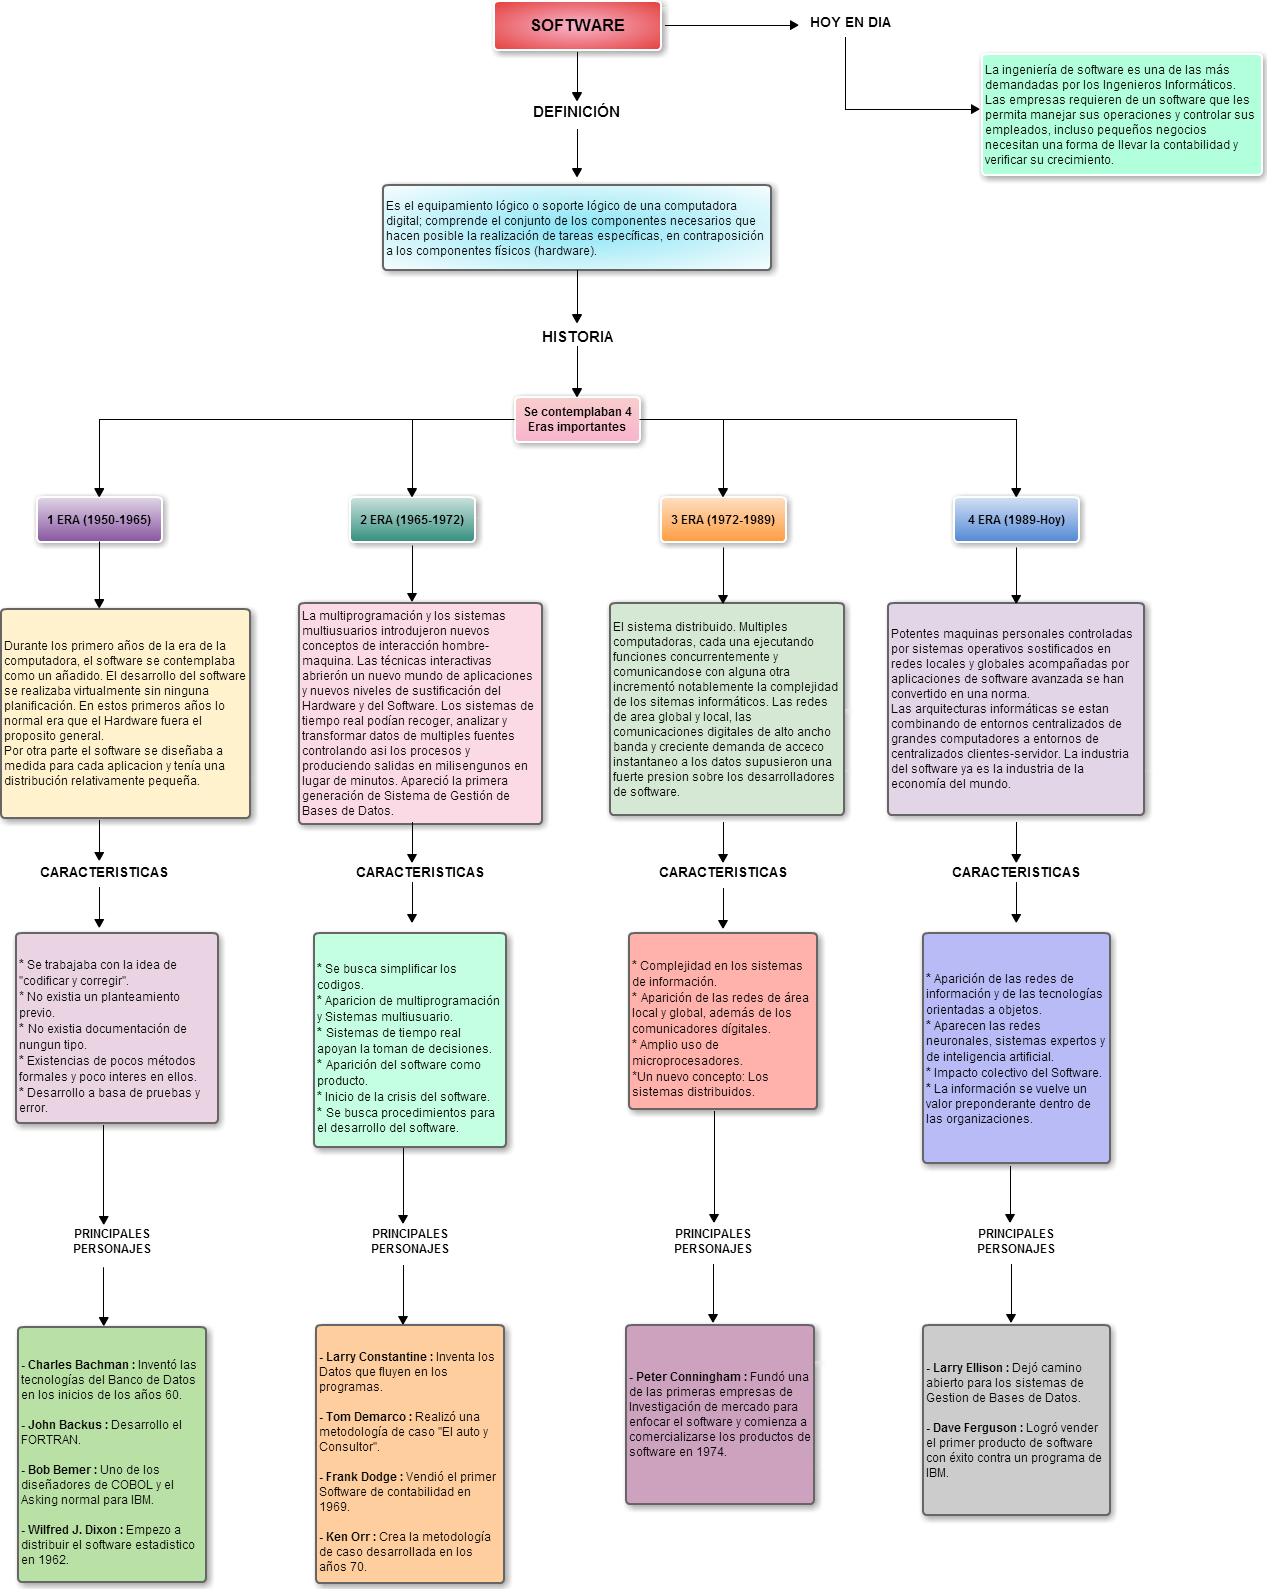 SOFTWARE
HOY EN DIA
La ingeniería de software es una de las más
demandadas por los Ingenieros Informáticos.
Las empresas requieren de un software que les
permita manejar sus operaciones y controlar sus
empleados, incluso pequeños negocios
necesitan una forma de llevar la contabilidad y
verificar su crecimiento.
DEFINICIÓN
Es el equipamiento lógico o soporte lógico de una computadora
digital; comprende el conjunto de los componentes necesarios que
hacen posible la realización de tareas específicas, en contraposición
a los componentes físicos (hardware).
HISTORIA
Se contemplaban 4
Eras importantes
1 ERA (1950-1965)
Durante los primero años de la era de la
computadora, el software se contemplaba
como un añadido. El desarrollo del software
se realizaba virtualmente sin ninguna
planificación. En estos primeros años lo
normal era que el Hardware fuera el
proposito general.
Por otra parte el software se diseñaba a
medida para cada aplicacion y tenía una
distribución relativamente pequeña.
CARACTERISTICAS
* Se trabajaba con la idea de
"codificar y corregir".
* No existia un planteamiento
previo.
* No existia documentación de
nungun tipo.
* Existencias de pocos métodos
formales y poco interes en ellos.
* Desarrollo a basa de pruebas y
error.
PRINCIPALES
PERSONAJES
- Charles Bachman : Inventó las
tecnologías del Banco de Datos
en los inicios de los años 60.
- John Backus : Desarrollo el
FORTRAN.
- Bob Bemer : Uno de los
diseñadores de COBOL y el
Asking normal para IBM.
- Wilfred J. Dixon : Empezo a
distribuir el software estadistico
en 1962.
2 ERA (1965-1972)
La multiprogramación y los sistemas
multiusuarios introdujeron nuevos
conceptos de interacción hombre-
maquina. Las técnicas interactivas
abrierón un nuevo mundo de aplicaciones
y nuevos niveles de sustificación del
Hardware y del Software. Los sistemas de
tiempo real podían recoger, analizar y
transformar datos de multiples fuentes
controlando asi los procesos y
produciendo salidas en milisengunos en
lugar de minutos. Apareció la primera
generación de Sistema de Gestión de
Bases de Datos.
CARACTERISTICAS
* Se busca simplificar los
codigos.
* Aparicion de multiprogramación
y Sistemas multiusuario.
* Sistemas de tiempo real
apoyan la toman de decisiones.
* Aparición del software como
producto.
* Inicio de la crisis del software.
* Se busca procedimientos para
el desarrollo del software.
PRINCIPALES
PERSONAJES
- Larry Constantine : Inventa los
Datos que fluyen en los
programas.
- Tom Demarco : Realizó una
metodología de caso "El auto y
Consultor".
- Frank Dodge : Vendió el primer
Software de contabilidad en
1969.
- Ken Orr : Crea la metodología
de caso desarrollada en los
años 70.
3 ERA (1972-1989)
El sistema distribuido. Multiples
computadoras, cada una ejecutando
funciones concurrentemente y
comunicandose con alguna otra
incrementó notablemente la complejidad
de los sitemas informáticos. Las redes
de area global y local, las
comunicaciones digitales de alto ancho
banda y creciente demanda de acceco
instantaneo a los datos supusieron una
fuerte presion sobre los desarrolladores
de software.
CARACTERISTICAS
* Complejidad en los sistemas
de información.
* Aparición de las redes de área
local y global, además de los
comunicadores dígitales.
* Amplio uso de
microprocesadores.
*Un nuevo concepto: Los
sistemas distribuidos.
PRINCIPALES
PERSONAJES
- Peter Conningham : Fundó una
de las primeras empresas de
Investigación de mercado para
enfocar el software y comienza a
comercializarse los productos de
software en 1974.
4 ERA (1989-Hoy)
Potentes maquinas personales controladas
por sistemas operativos sostificados en
redes locales y globales acompañadas por
aplicaciones de software avanzada se han
convertido en una norma.
Las arquitecturas informáticas se estan
combinando de entornos centralizados de
grandes computadores a entornos de
centralizados clientes-servidor. La industria
del software ya es la industria de la
economía del mundo.
CARACTERISTICAS
* Aparición de las redes de
información y de las tecnologías
orientadas a objetos.
* Aparecen las redes
neuronales, sistemas expertos y
de inteligencia artificial.
* Impacto colectivo del Software.
* La información se vuelve un
valor preponderante dentro de
las organizaciones.
PRINCIPALES
PERSONAJES
- Larry Ellison : Dejó camino
abierto para los sistemas de
Gestion de Bases de Datos.
- Dave Ferguson : Logró vender
el primer producto de software
con éxito contra un programa de
IBM.